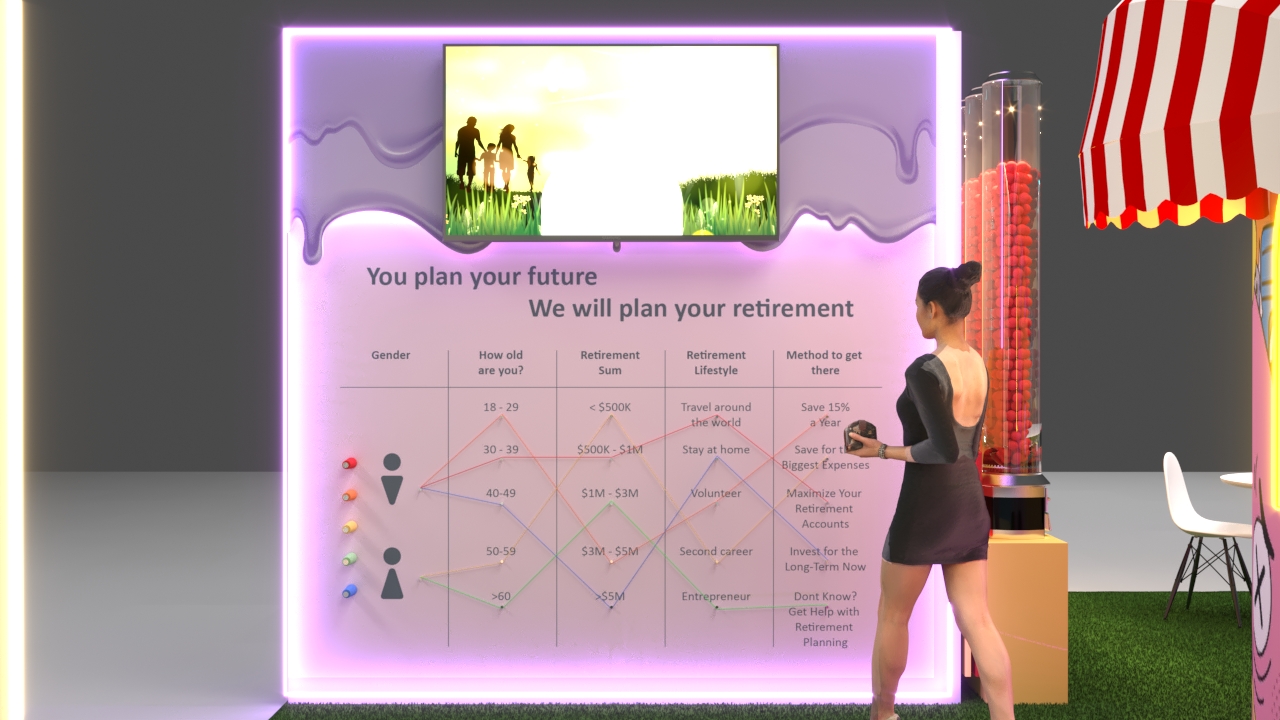 You plan your future
We will plan your retirement
Gender
How old
are you?
Retirement
Sum
Retirement
Lifestyle
Method to get
there
18 - 29
< $500K
Travel around
the world
Save 15%
a Year
30 - 39
$500K - $1M
Stay at home
Save for
Biggest Expenses
40-49
$1M - $3M
Volunteer
Maximize Your
Retirement
Accounts
50-59
$3M - $5M
Second career
Invest for the
Long-Term Now
>60
>$5M
Entrepreneur
Dont Know?
Get Help with
Retirement
Planning